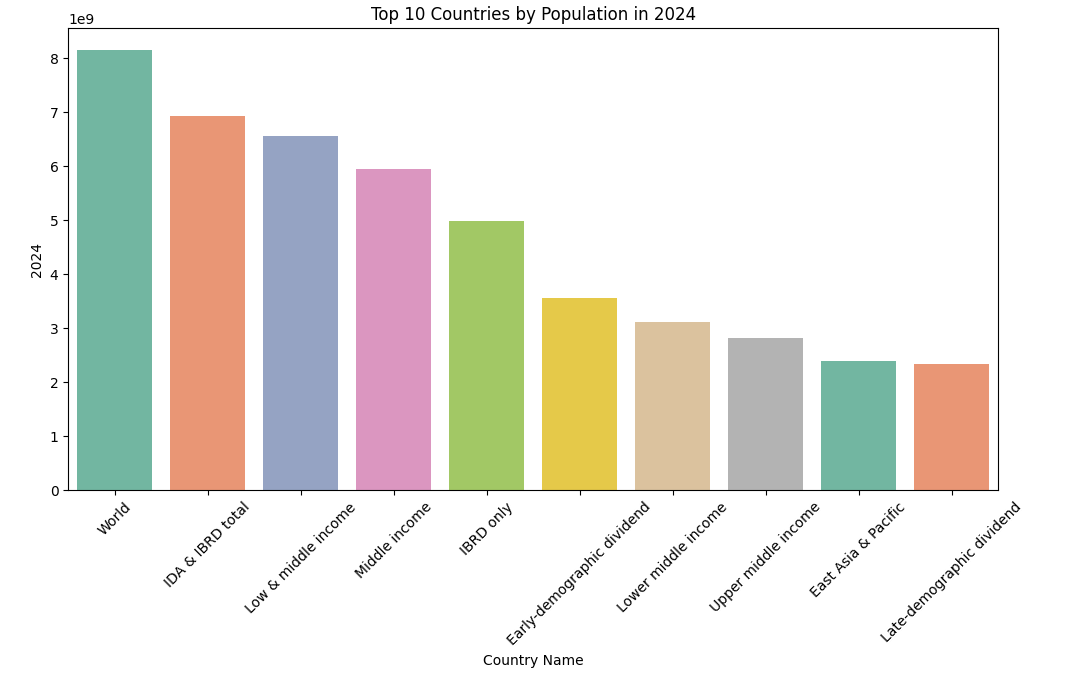 Top 10 Countries by Population in 2024
1e9
8
7
6
5
4
3
2
1
0
2024
World
IDA & IBRD total
Low & middle income
Middle income
IBRD only
Early-demographic dividend
Lower middle income
Upper middle income
East Asia & Pacific
Late-demographic dividend
Country Name